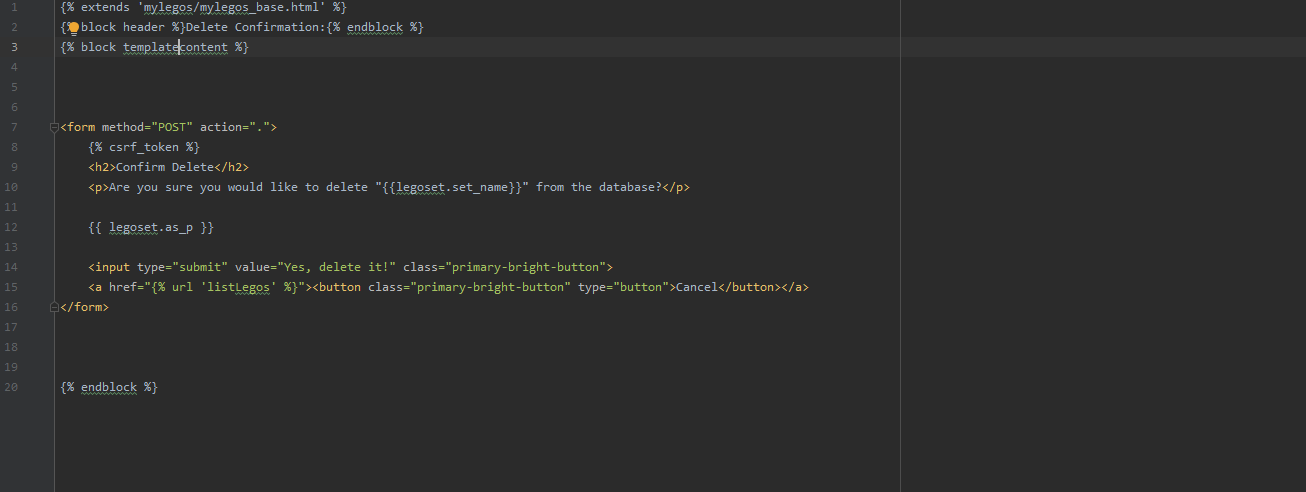 1 {% extends 'mylegos/mylegos_base.html' %}
2 {% block header %}Delete Confirmation:{% endblock %}
3 {% block templatecontent %}
4
5
6
7 <form method="POST" action=".">
8 {% csrf_token %}
9 <h2>Confirm Delete</h2>
10 <p>Are you sure you would like to delete "{{legoset.set_name}}" from the database?</p>
11
12 {{ legoset.as_p }}
13
14 <input type="submit" value="Yes, delete it!" class="primary-bright-button">
15 <a href="{% url 'listLegos' %}"><button class="primary-bright-button" type="button">Cancel</button></a>
16 </form>
17
18
19
20 {% endblock %}